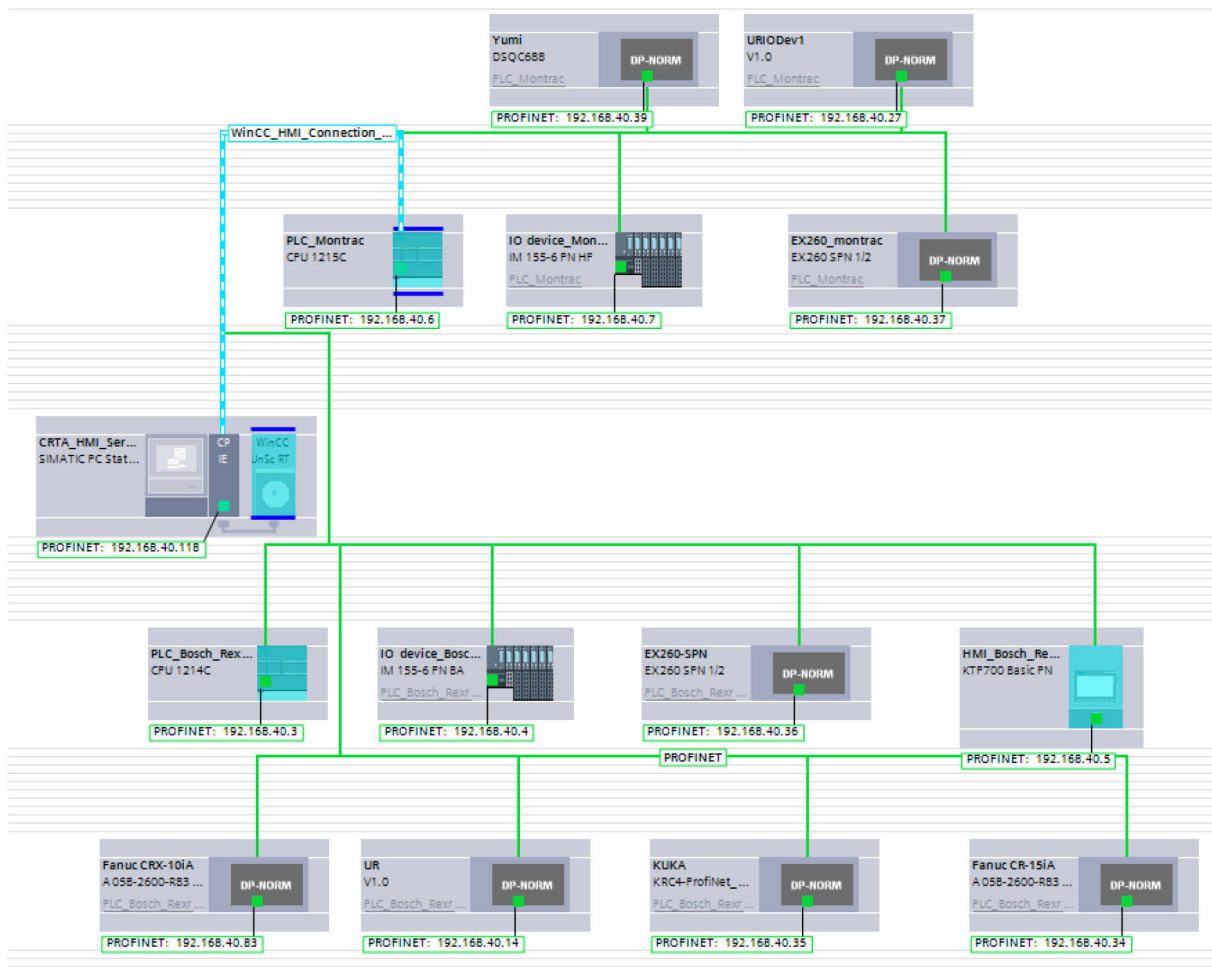 Yumi
DSQC688
PLC_Montrac
DP-NORM
URIODev1
V1.0
PLC_Montrac
DP-NORM
PROFINET: 192.168.40.39
PROFINET: 192.168.40.27
WinCC_HMI_Connection_...
PLC_Montrac
CPU 1215C
IO device_Mon...
IM 155-6 PN HF
PLC_Montrac
EX260_montrac
EX260 SPN 1/2
PLC_Montrac
DP-NORM
PROFINET: 192.168.40.6
PROFINET: 192.168.40.7
PROFINET: 192.168.40.37
CRTA_HMI_Ser...
SIMATIC PC Stat...
CP
IE
WinCC
UnSc RT
PROFINET: 192.168.40.118
PLC_Bosch_Rex...
CPU 1214C
IO device_Bosc...
IM 155-6 PN BA
PLC_Bosch_Rexr...
EX260-SPN
EX260 SPN 1/2
PLC_Bosch_Rexr...
DP-NORM
HMI_Bosch_Re...
KTP700 Basic PN
PROFINET: 192.168.40.3
PROFINET: 192.168.40.4
PROFINET: 192.168.40.36
PROFINET: 192.168.40.5
PROFINET
Fanuc CRX-10iA
A05B-2600-R83 ...
PLC_Bosch_Rexr...
DP-NORM
UR
V1.0
PLC_Bosch_Rexr...
DP-NORM
KUKA
KRC4-ProfiNet_...
PLC_Bosch_Rexr...
DP-NORM
Fanuc CR-15iA
A05B-2600-R83 ...
PLC_Bosch_Rexr...
DP-NORM
PROFINET: 192.168.40.83
PROFINET: 192.168.40.14
PROFINET: 192.168.40.35
PROFINET: 192.168.40.34